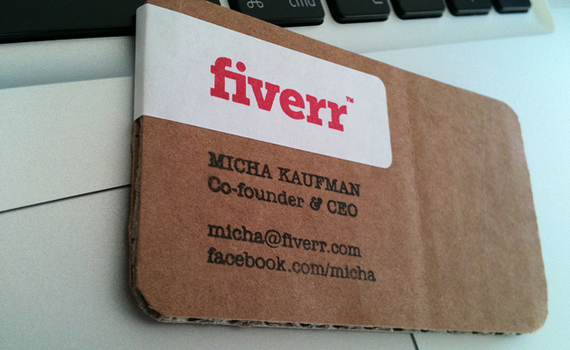 ⌘
fiverr™
MICHA KAUFMAN
Co-founder & CEO
micha@fiverr.com
facebook.com/micha